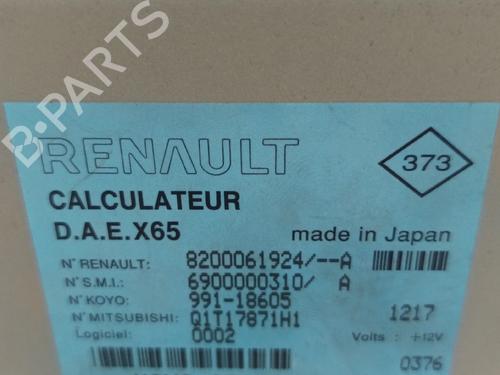 B-PARTS
RENAULT
373
CALCULATEUR
D.A.E.X65
made in Japan
N° RENAULT: 8200061924/--A
N° S.M.I.: 6900000310/ A
N° KOYO: 991-18605
N° MITSUBISHI: Q1T17871H1 1217
Logiciel: 0002 Volts : +12V
0376